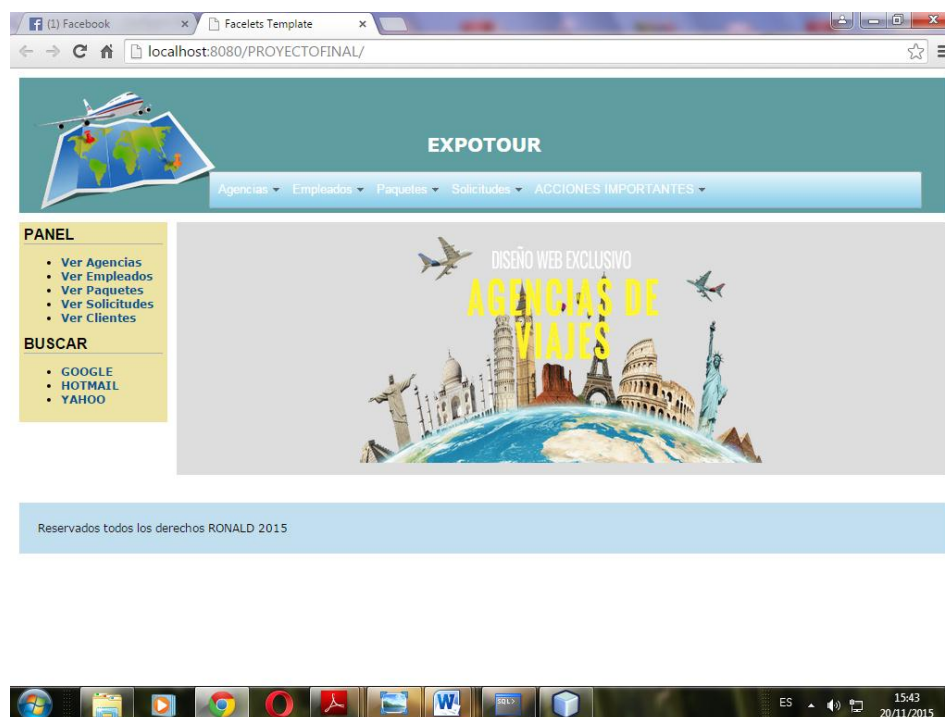 (1) Facebook
Facelets Template
localhost:8080/PROYECTOFINAL/
EXPOTOUR
Agencias Empleados Paquetes Solicitudes ACCIONES IMPORTANTES
PANEL
Ver Agencias
Ver Empleados
Ver Paquetes
Ver Solicitudes
Ver Clientes
BUSCAR
GOOGLE
HOTMAIL
YAHOO
DISEÑO WEB EXCLUSIVO
AGENCIAS DE
VIAJES
Reservados todos los derechos RONALD 2015
SQL>
ES
15:43
20/11/2015